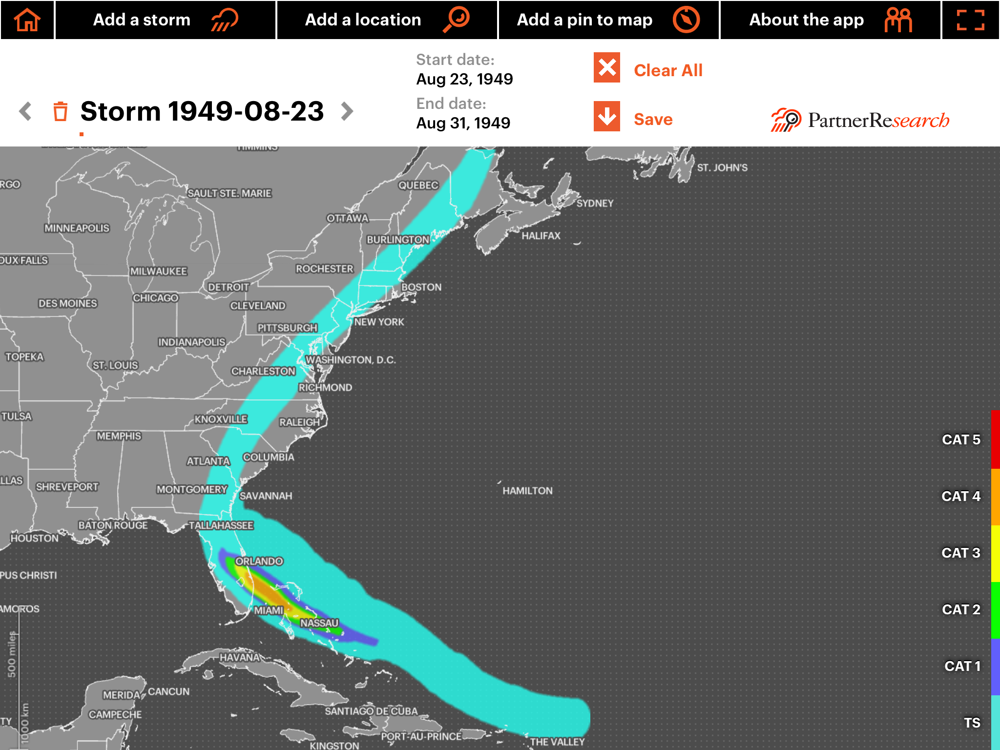 Add a storm
Add a location
Add a pin to map
About the app
Start date:
Aug 23, 1949
Clear All
Storm 1949-08-23
End date:
Aug 31, 1949
Save
PartnerResearch
TIMMINS
ST. JOHN'S
RGO
QUEBEC
SAULT STE. MARIE
SYDNEY
OTTAWA
MINNEAPOLIS
HALIFAX
BURLINGTON
OUX FALLS
ROCHESTER
MILWAUKEE
DETROIT
BOSTON
CHICAGO
DES MOINES
CLEVELAND
NEW YORK
PITTSBURGH
INDIANAPOLIS
TOPEKA
WASHINGTON, D.C.
ST. LOUIS
CHARLESTON
RICHMOND
TULSA
KNOXVILLE
RALEIGH
MEMPHIS
CAT 5
ATLANTA
COLUMBIA
LLAS
SHREVEPORT
MONTGOMERY
HAMILTON
SAVANNAH
CAT 4
BATON ROUGE
TALLAHASSEE
HOUSTON
CAT 3
ORLANDO
PUS CHRISTI
AMOROS
MIAMI
CAT 2
NASSAU
500 miles
HAVANA
CAT 1
MERIDA
CANCUN
SANTIAGO DE CUBA
CAMPECHE
TY
1000 km
TS
PORT-AU-PRINCE
THE VALLEY
KINGSTON